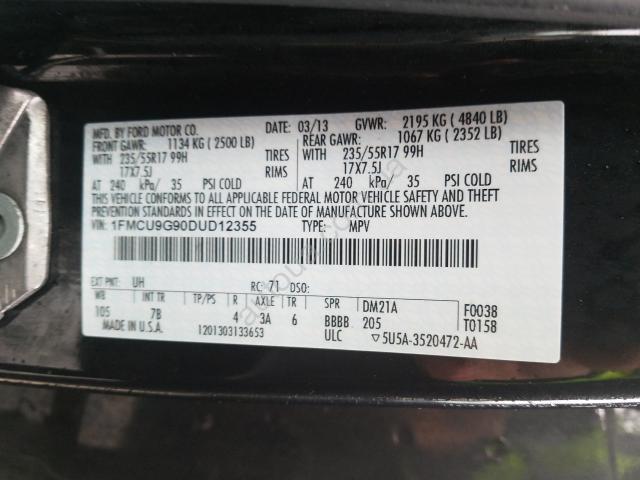 MFD. BY FORD MOTOR CO.
DATE: 03/13 GVWR: 2195 KG ( 4840 LB)
FRONT GAWR: 1134 KG ( 2500 LB) REAR GAWR: 1067 KG ( 2352 LB)
WITH 235/55R17 99H TIRES WITH 235/55R17 99H TIRES
17X7.5J RIMS 17X7.5J RIMS
AT 240 kPa/ 35 PSI COLD AT 240 kPa/ 35 PSI COLD
THIS VEHICLE CONFORMS TO ALL APPLICABLE FEDERAL MOTOR VEHICLE SAFETY AND THEFT
PREVENTION STANDARDS IN EFFECT ON THE DATE OF MANUFACTURE SHOWN ABOVE.
VIN: 1FMCU9G90DUD12355 TYPE: MPV
EXT PNT: UH RC: 71 DSO:
WB INT TR TP/PS R AXLE TR SPR DM21A F0038
105 7B 4 3A 6 BBBB 205 T0158
MADE IN U.S.A. 1201303133653 ULC ▽5U5A-3520472-AA